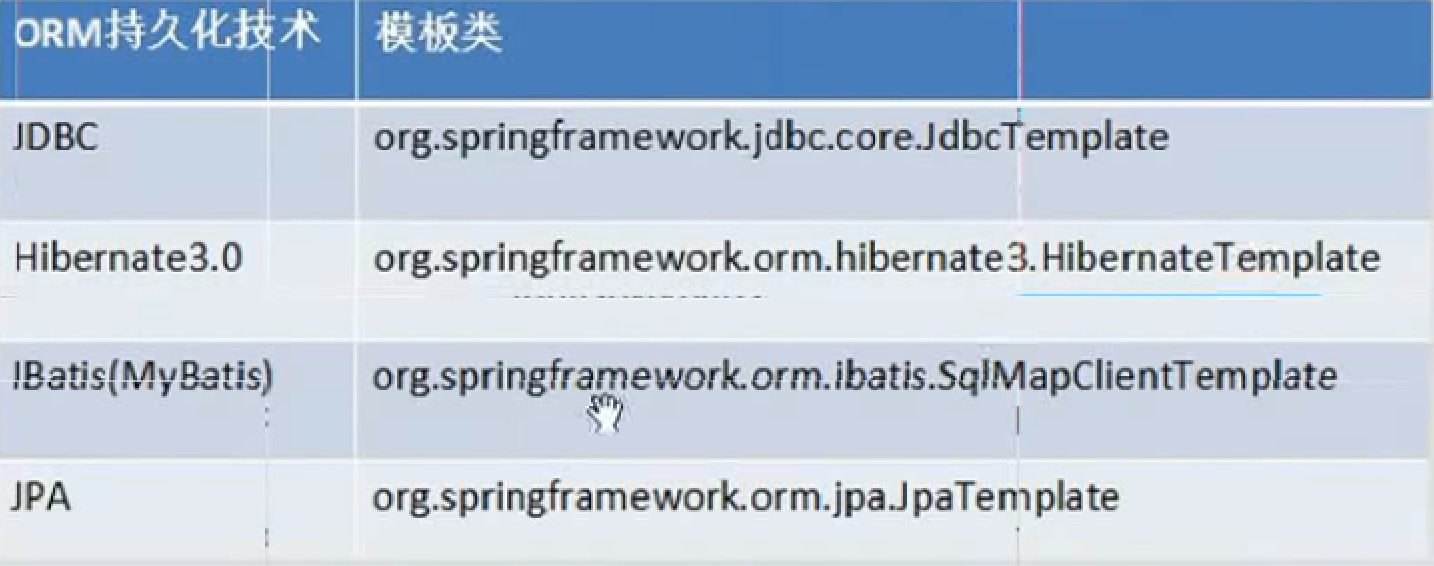 ORM持久化技术 模板类
JDBC org.springframework.jdbc.core.JdbcTemplate
Hibernate3.0 org.springframework.orm.hibernate3.HibernateTemplate
IBatis(MyBatis) org.springframework.orm.ibatis.SqlMapClientTemplate
JPA org.springframework.orm.jpa.JpaTemplate